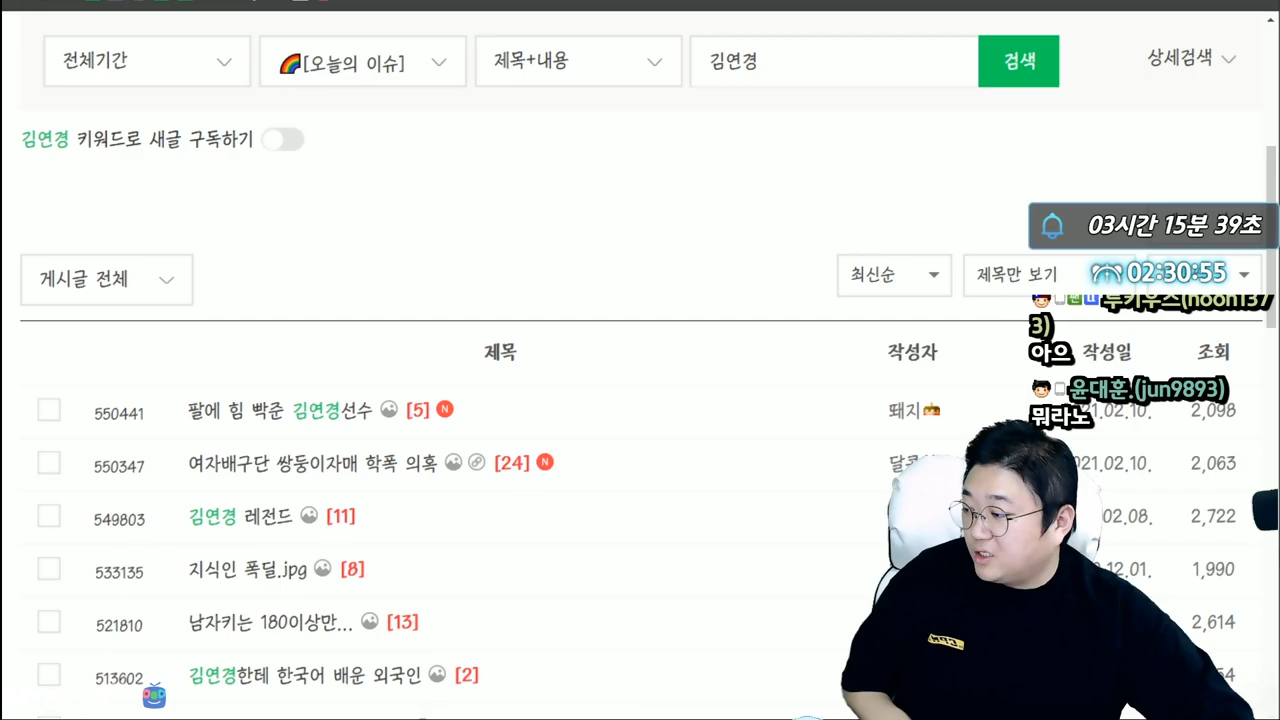 전체기간
[오늘의 이슈]
제목+내용
김연경
검색
상세검색
김연경 키워드로 새글 구독하기
03시간 15분 39초
게시글 전체
최신순
제목만 보기
02:30:55
3)
제목
작성자
아으
작성일
조회
윤대훈.(jun9893)
550441
팔에 힘 빡준 김연경선수
[5]
N
뙈지
21.02.10.
2,098
뭐라노
550347
여자배구단 쌍둥이자매 학폭 의혹
[24]
N
021.02.10.
2,063
549803
김연경 레전드
[11]
02.08.
2,722
533135
지식인 폭딜.jpg
[8]
12.01.
1,990
521810
남자키는 180이상만...
[13]
2,614
513602
김연경한테 한국어 배운 외국인
[2]